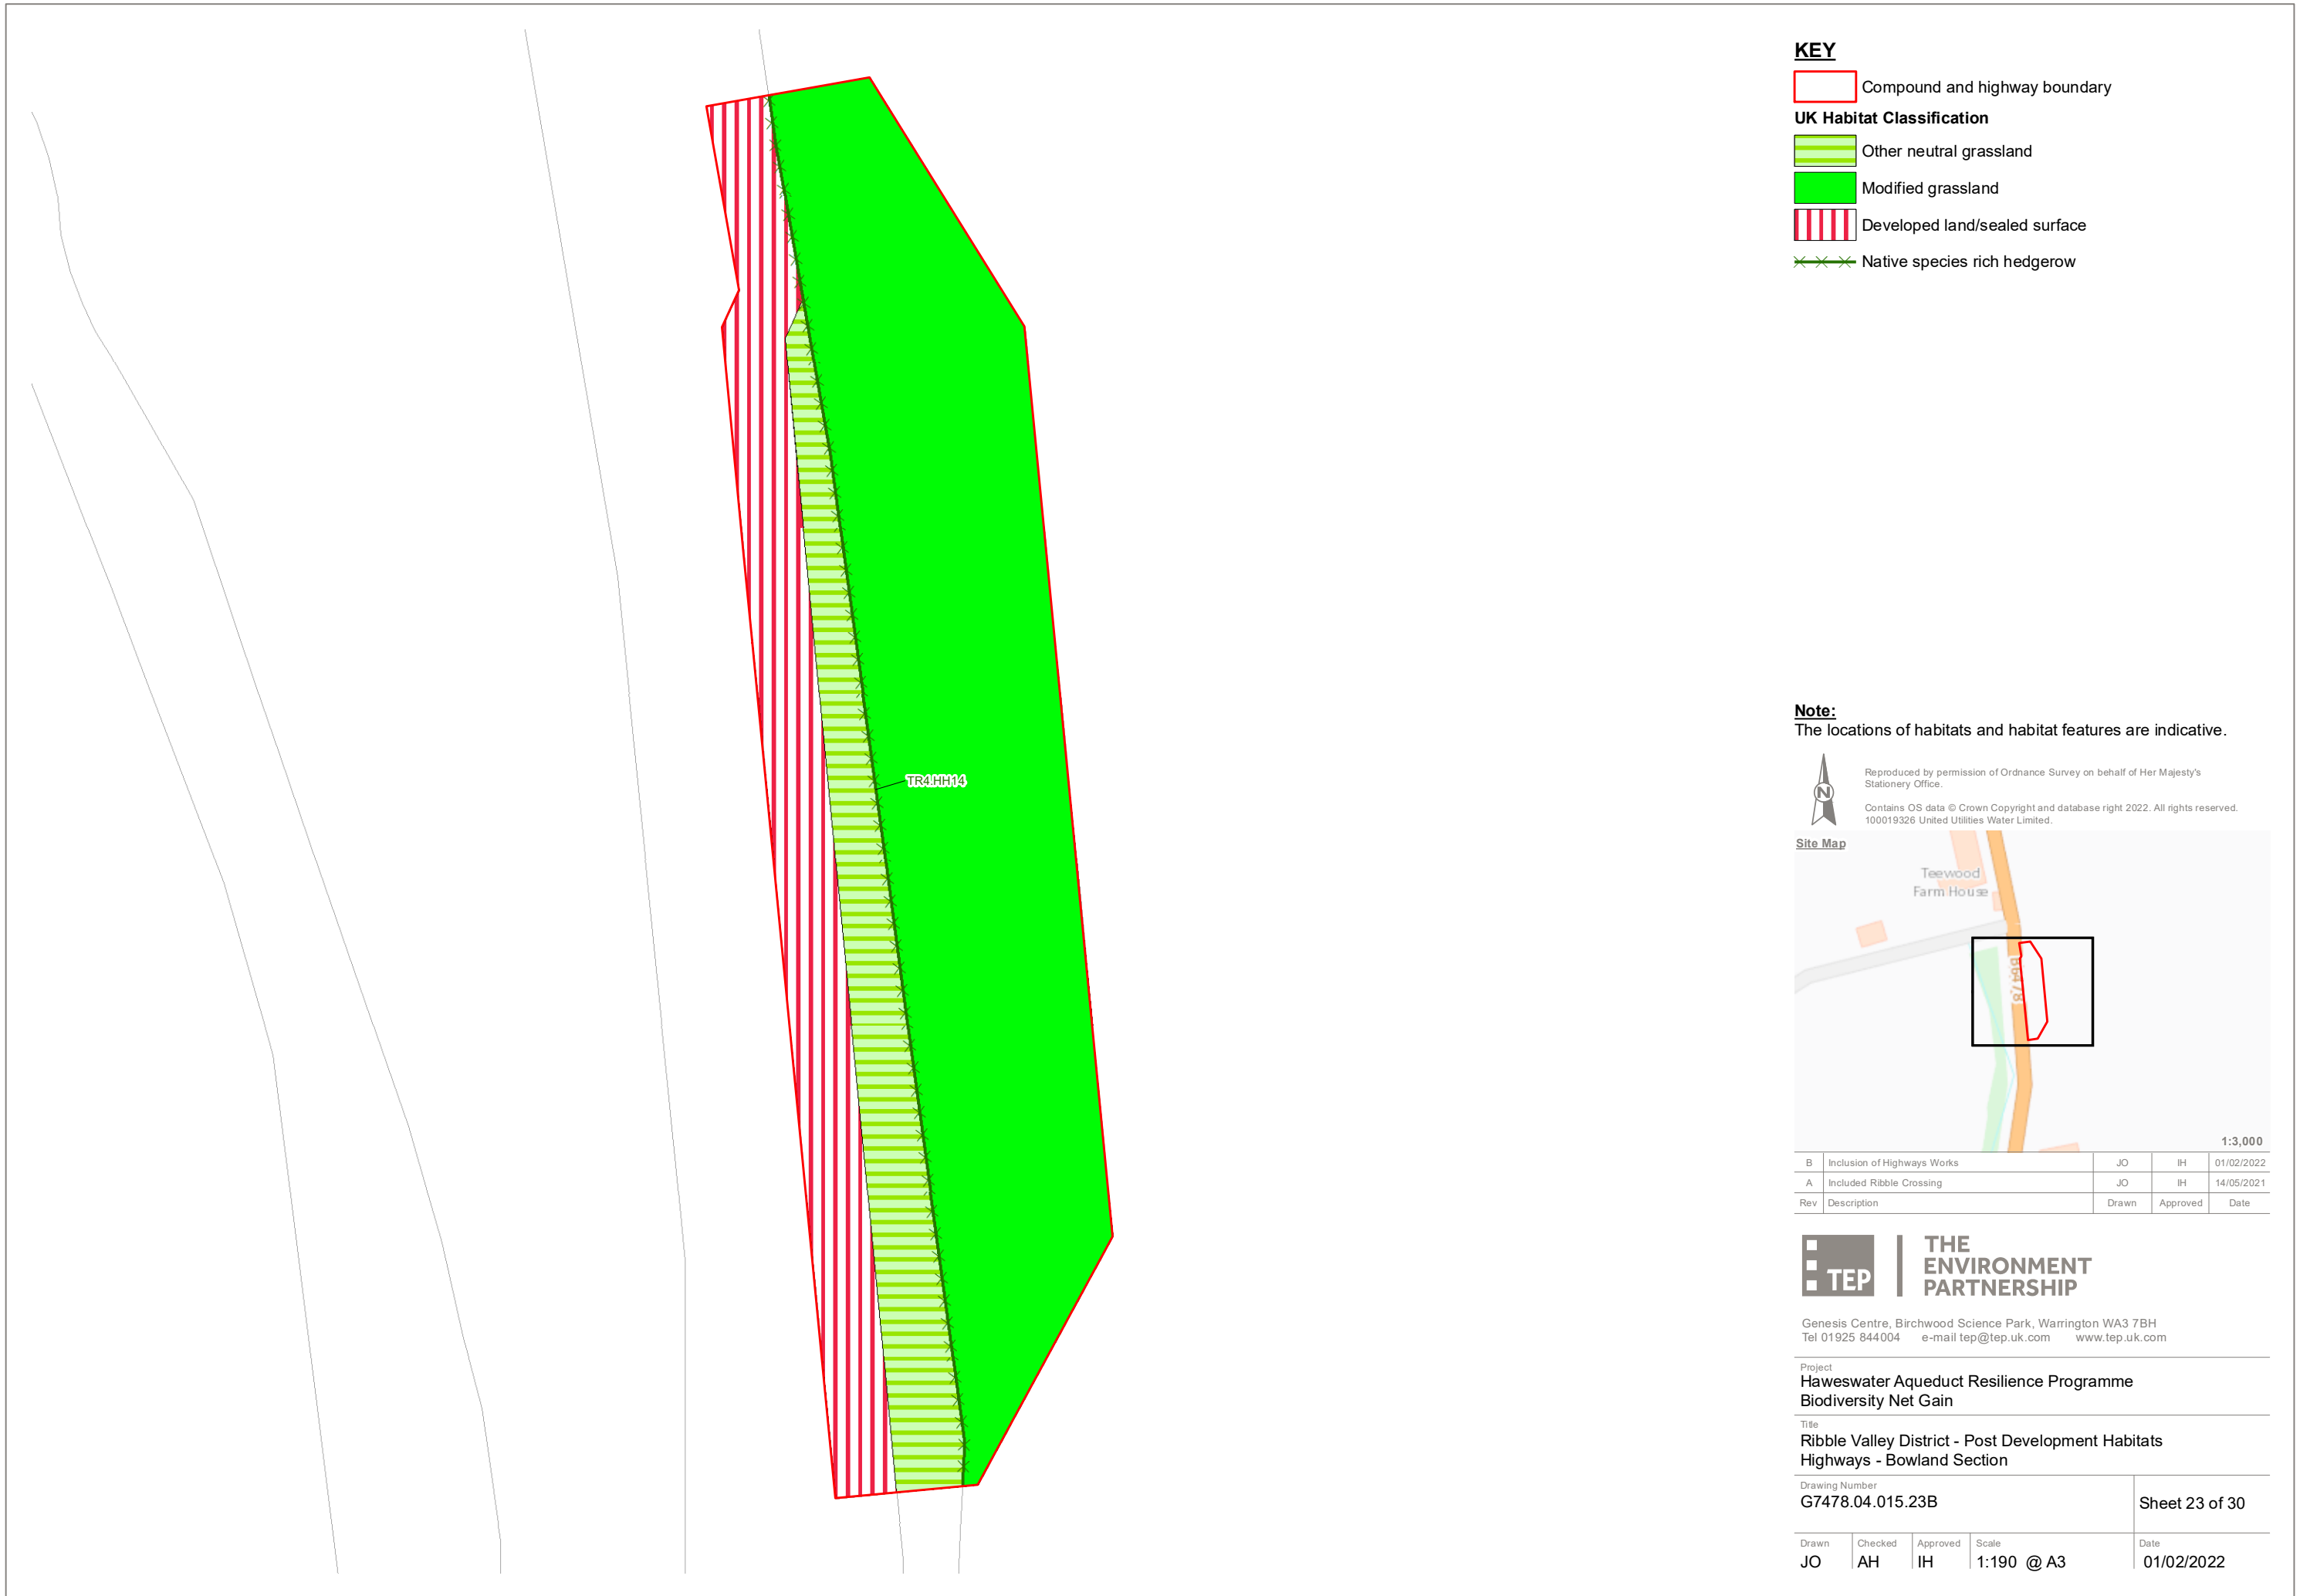 KEY
Compound and highway boundary
UK Habitat Classification
Other neutral grassland
Modified grassland
Developed land/sealed surface
Native species rich hedgerow
TR4.HH14
Note:
The locations of habitats and habitat features are indicative.
N
Reproduced by permission of Ordnance Survey on behalf of Her Majesty's
Stationery Office.
Contains OS data © Crown Copyright and database right 2022. All rights reserved.
100019326 United Utilities Water Limited.
Site Map
Teewood
Farm House
B6478
1:3,000
B Inclusion of Highways Works JO IH 01/02/2022
A Included Ribble Crossing JO IH 14/05/2021
Rev Description Drawn Approved Date
TEP
THE
ENVIRONMENT
PARTNERSHIP
Genesis Centre, Birchwood Science Park, Warrington WA3 7BH
Tel 01925 844004 e-mail tep@tep.uk.com www.tep.uk.com
Project
Haweswater Aqueduct Resilience Programme
Biodiversity Net Gain
Title
Ribble Valley District - Post Development Habitats
Highways - Bowland Section
Drawing Number
G7478.04.015.23B
Sheet 23 of 30
Drawn Checked Approved Scale Date
JO AH IH 1:190 @ A3 01/02/2022